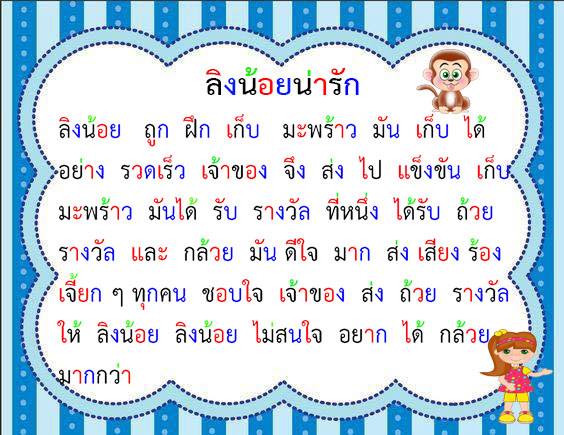 ลิงน้อยน่ารัก
ลิงน้อย ถูก ฝึก เก็บ มะพร้าว มัน เก็บ ได้
อย่าง รวดเร็ว เจ้าของ จึง ส่ง ไป แข็งขัน เก็บ
มะพร้าว มันได้ รับ รางวัล ที่หนึ่ง ได้รับ ถ้วย
รางวัล และ กล้วย มัน ดีใจ มาก ส่ง เสียง ร้อง
เจี้ยก ๆ ทุกคน ชอบใจ เจ้าของ ส่ง ถ้วย รางวัล
ให้ ลิงน้อย ลิงน้อย ไม่สนใจ อยาก ได้ กล้วย
มากกว่า